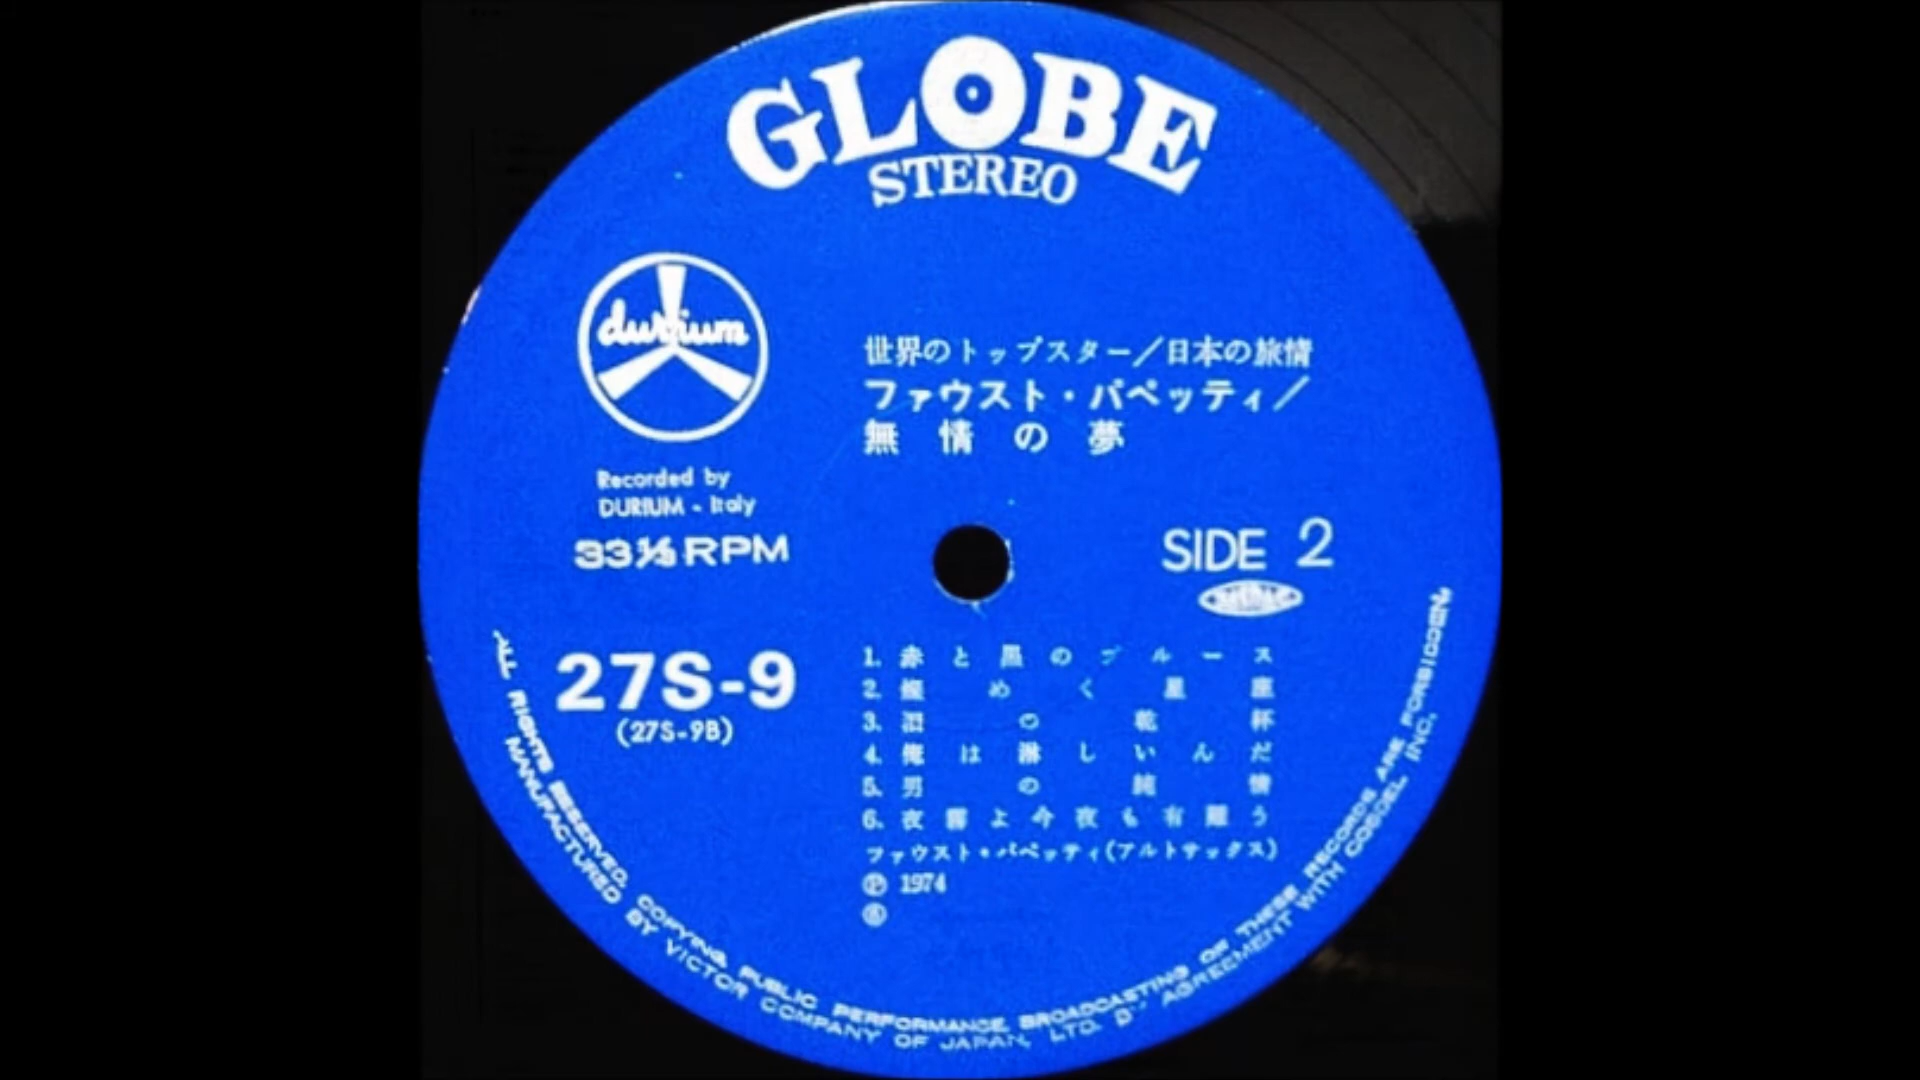 GLOBE
STEREO
durium
Recorded by
DURIUM - Italy
33⅓ RPM
世界のトップスター／日本の旅情
ファウスト・パペッティ／
無情の夢
SIDE 2
27S-9
(27S-9B)
1. 赤と黒のブルース
2. 煌めく星座
3. 泪の乾杯
4. 俺は淋しいんだ
5. 男の純情
6. 夜霧よ今夜も有難う
ファウスト・パペッティ(アルトサックス)
Ⓟ 1974
ALL RIGHTS RESERVED. COPYING, PUBLIC PERFORMANCE, BROADCASTING OF THESE RECORDS ARE FORBIDDEN.
MANUFACTURED BY VICTOR COMPANY OF JAPAN, LTD. BY AGREEMENT WITH COSDEL INC.